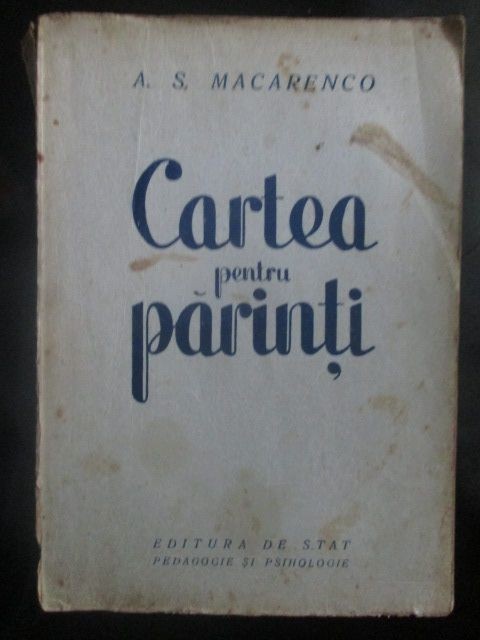 A. S. MACARENCO
Cartea
pentru
părinți
EDITURA DE STAT
PEDAGOGIE ȘI PSIHOLOGIE